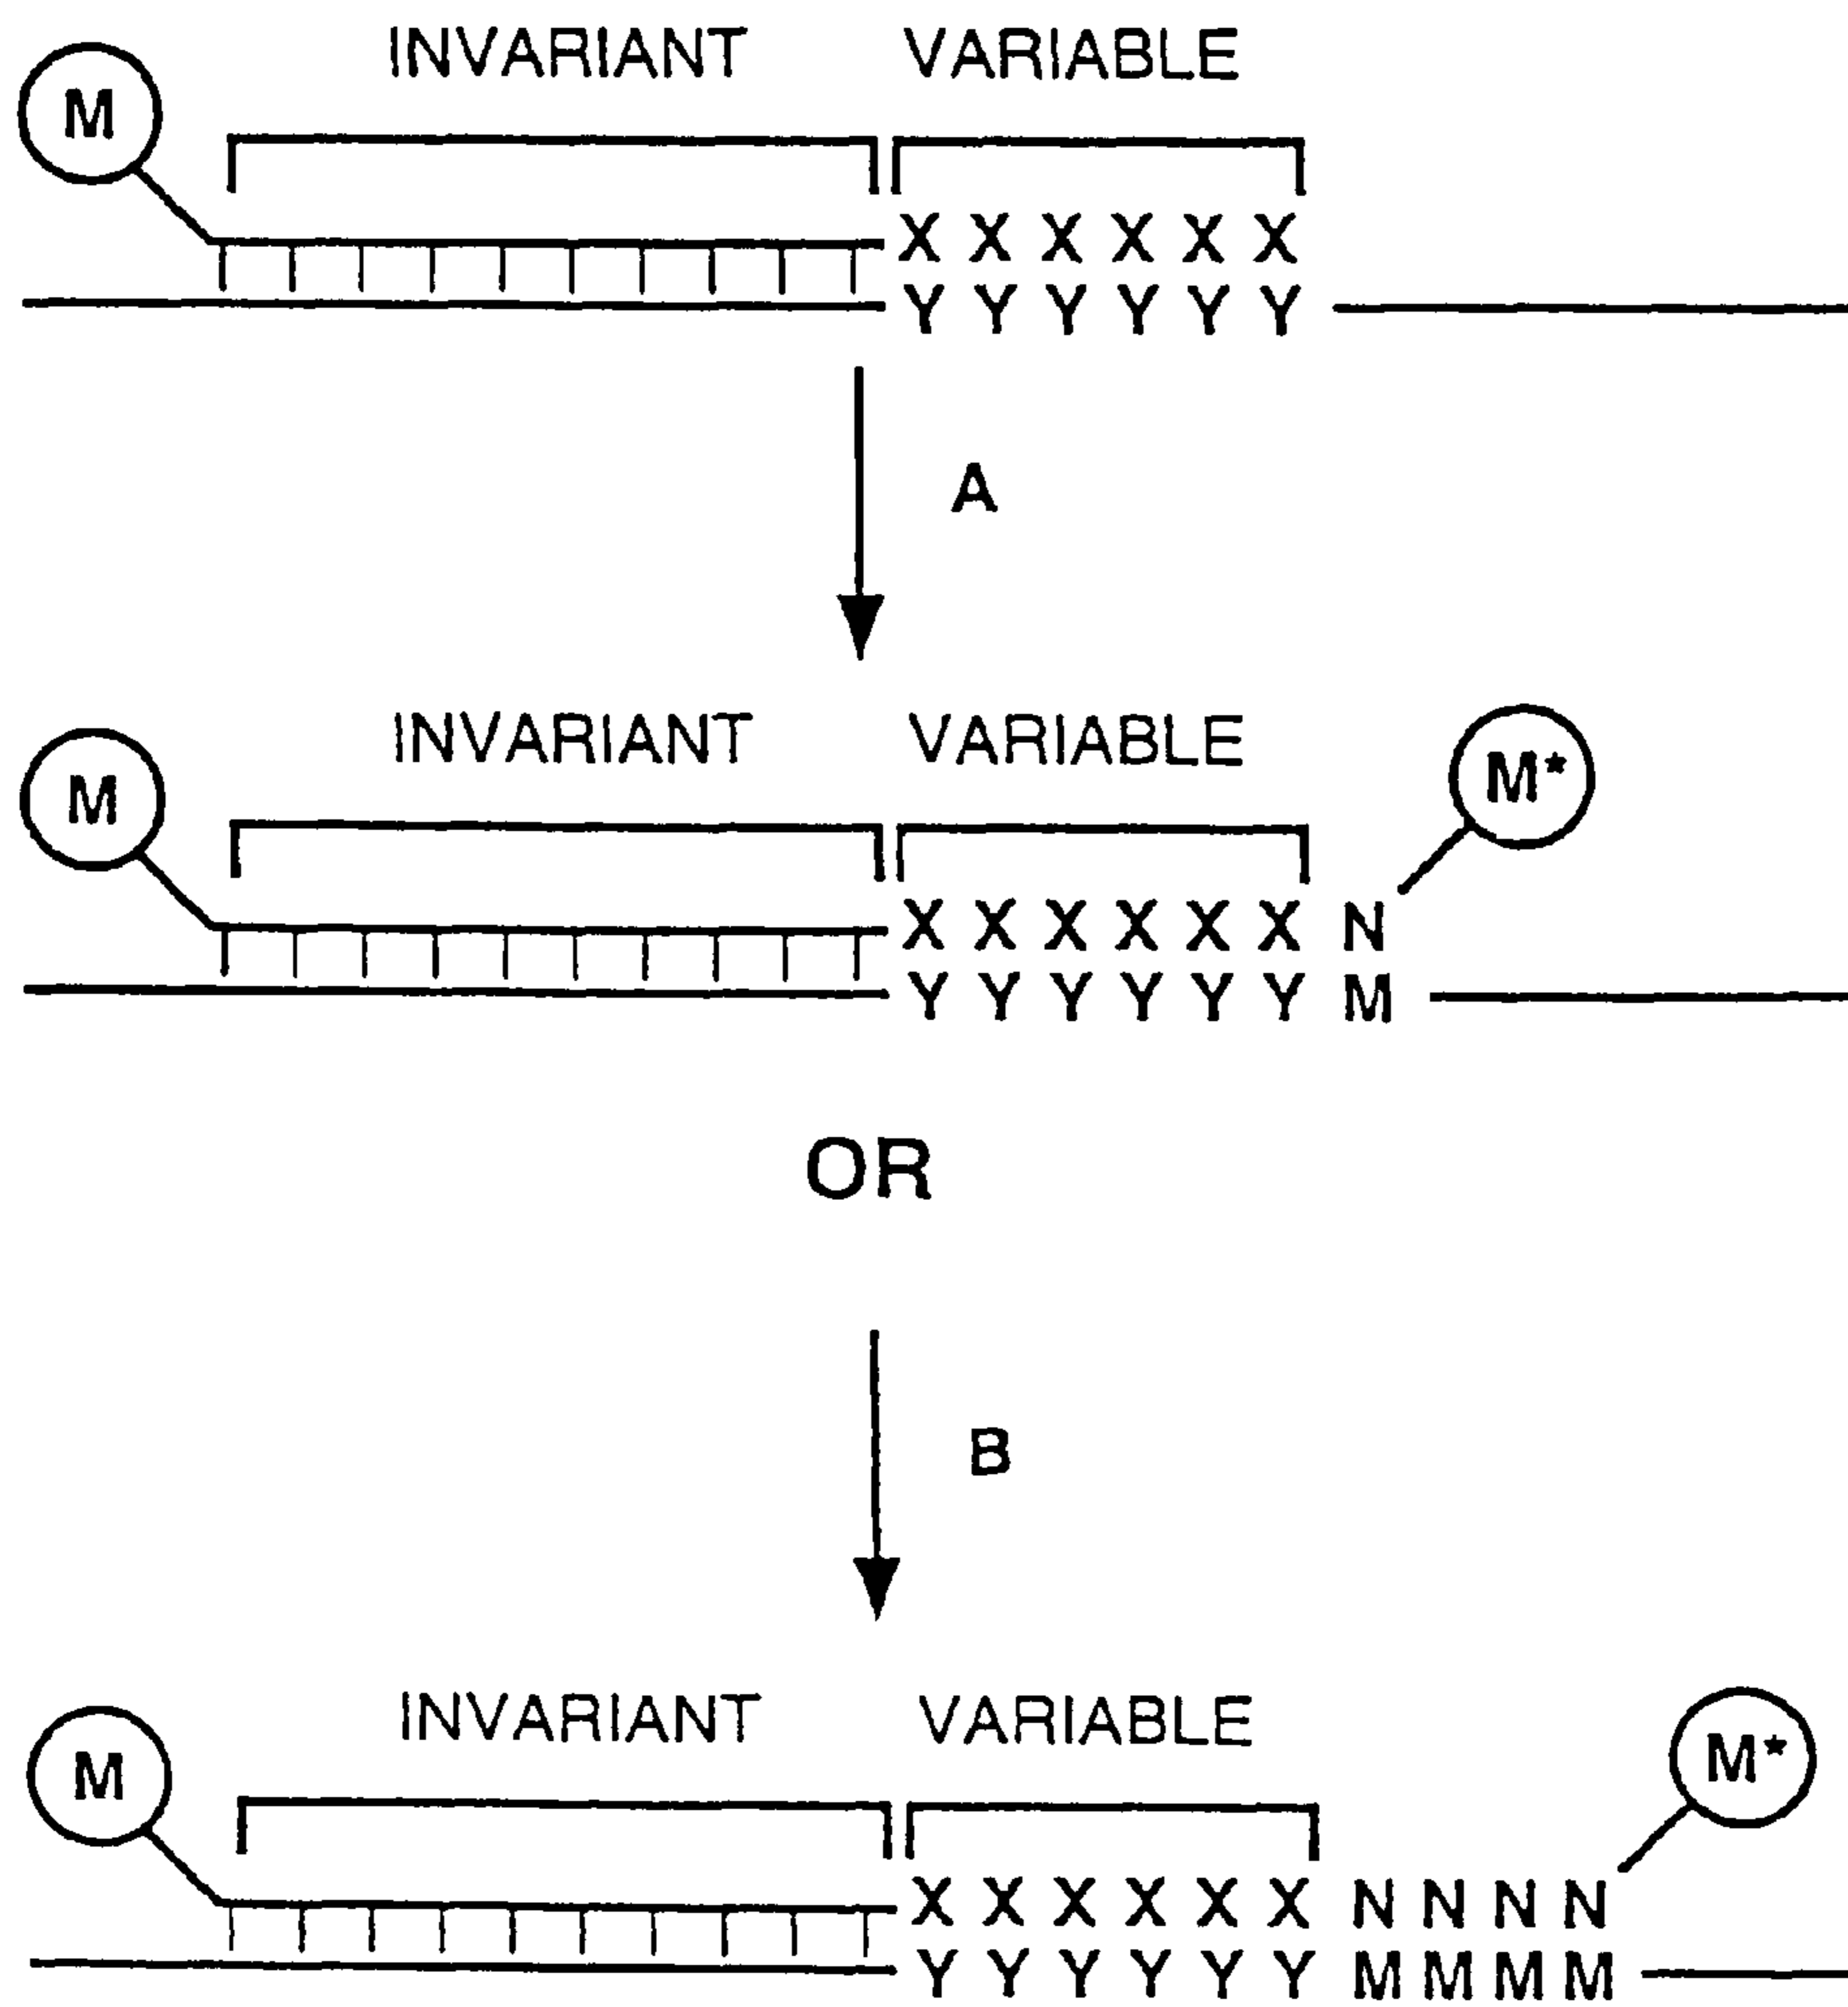 INVARIANT VARIABLE
M
X X X X X X
Y Y Y Y Y Y
A
INVARIANT VARIABLE
M M*
X X X X X X N
Y Y Y Y Y Y M
OR
B
INVARIANT VARIABLE
M M*
X X X X X X N N N N
Y Y Y Y Y Y M M M M